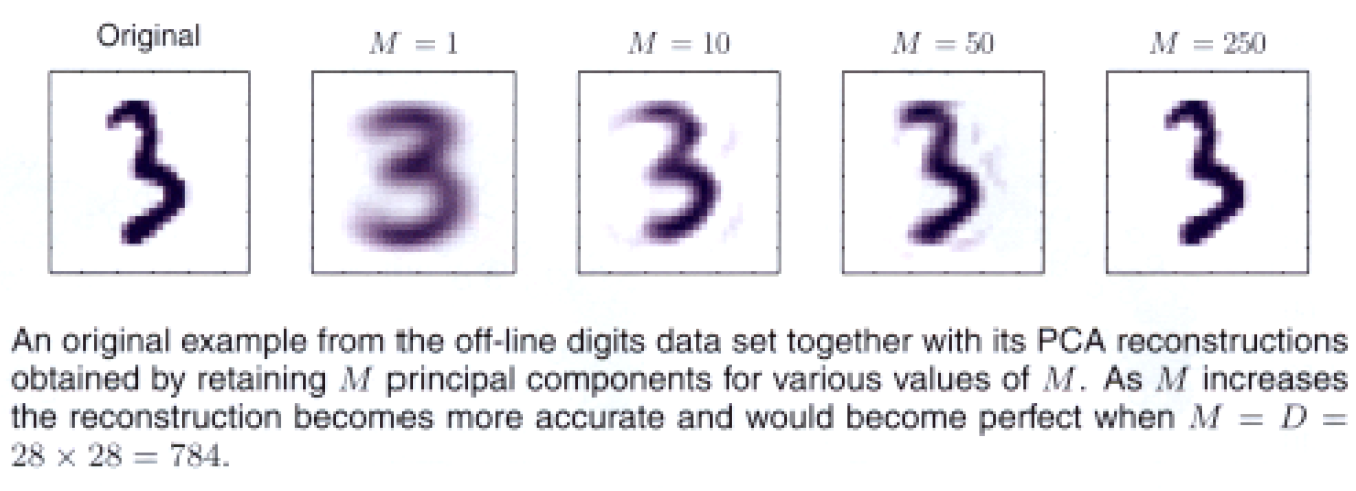 Original M = 1 M = 10 M = 50 M = 250
An original example from the off-line digits data set together with its PCA reconstructions
obtained by retaining M principal components for various values of M. As M increases
the reconstruction becomes more accurate and would become perfect when M = D =
28 × 28 = 784.